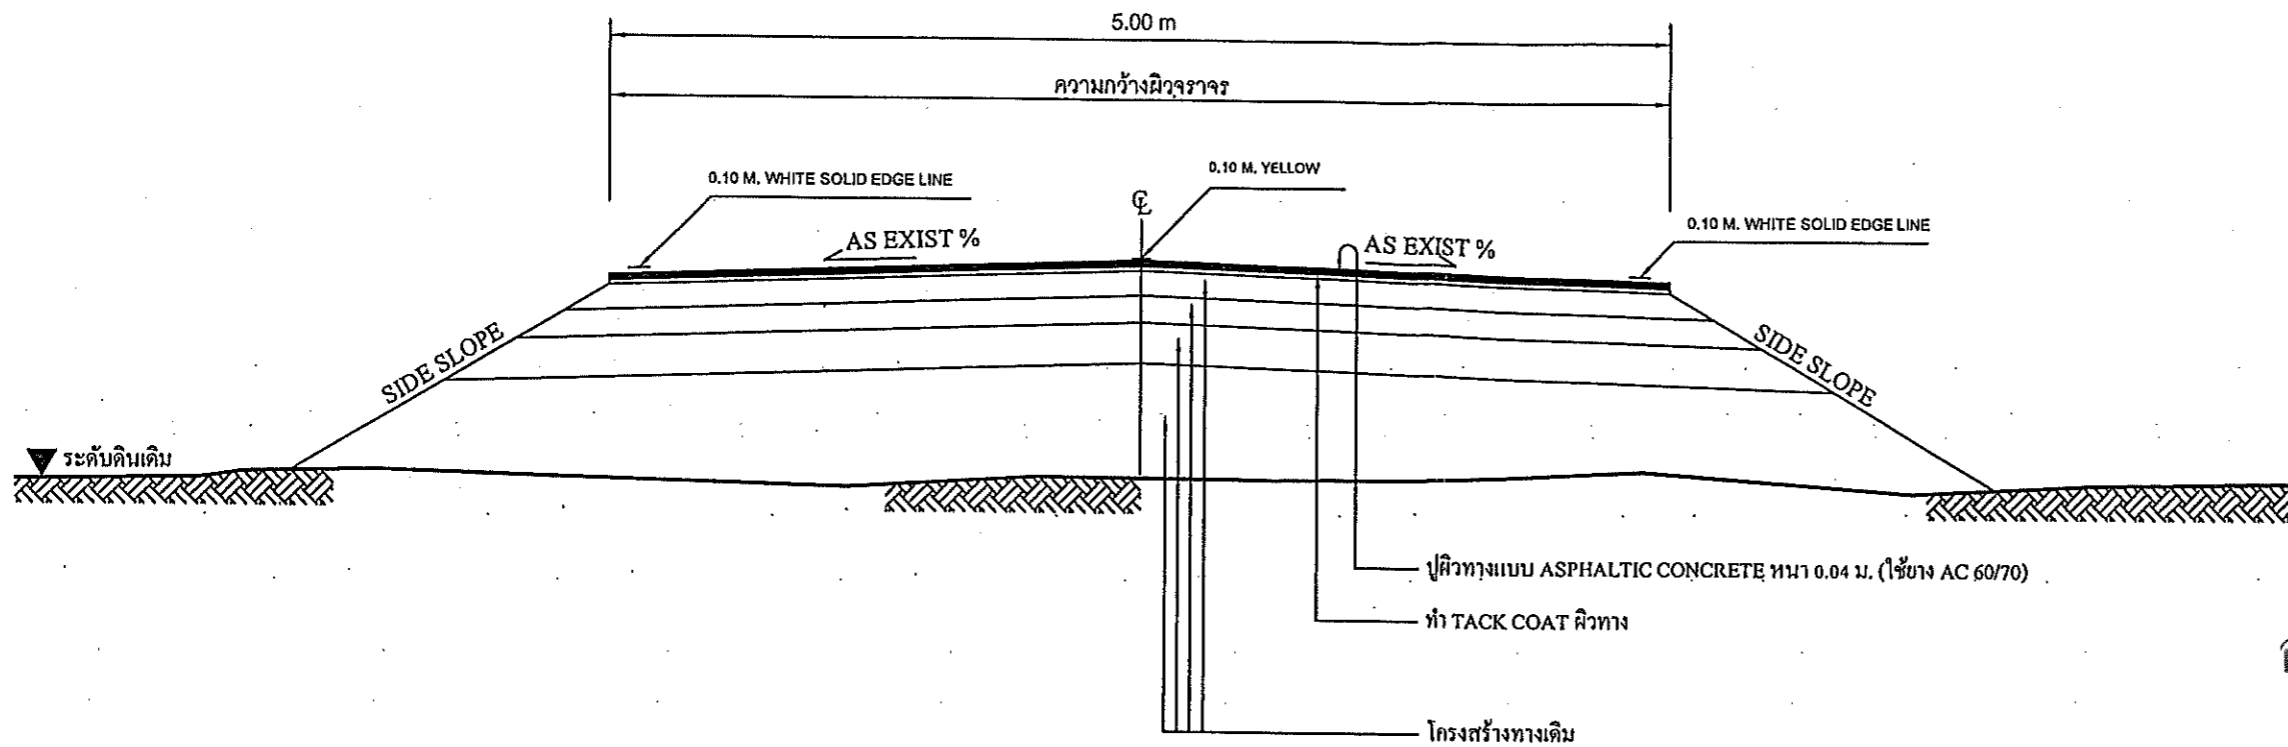 5.00 m
ความกว้างผิวจราจร
0.10 M. WHITE SOLID EDGE LINE
0.10 M. YELLOW
℄
0.10 M. WHITE SOLID EDGE LINE
AS EXIST %
AS EXIST %
SIDE SLOPE
SIDE SLOPE
ระดับดินเดิม
ปูผิวทางแบบ ASPHALTIC CONCRETE หนา 0.04 ม. (ใช้ยาง AC 60/70)
ทำ TACK COAT ผิวทาง
โครงสร้างทางเดิม